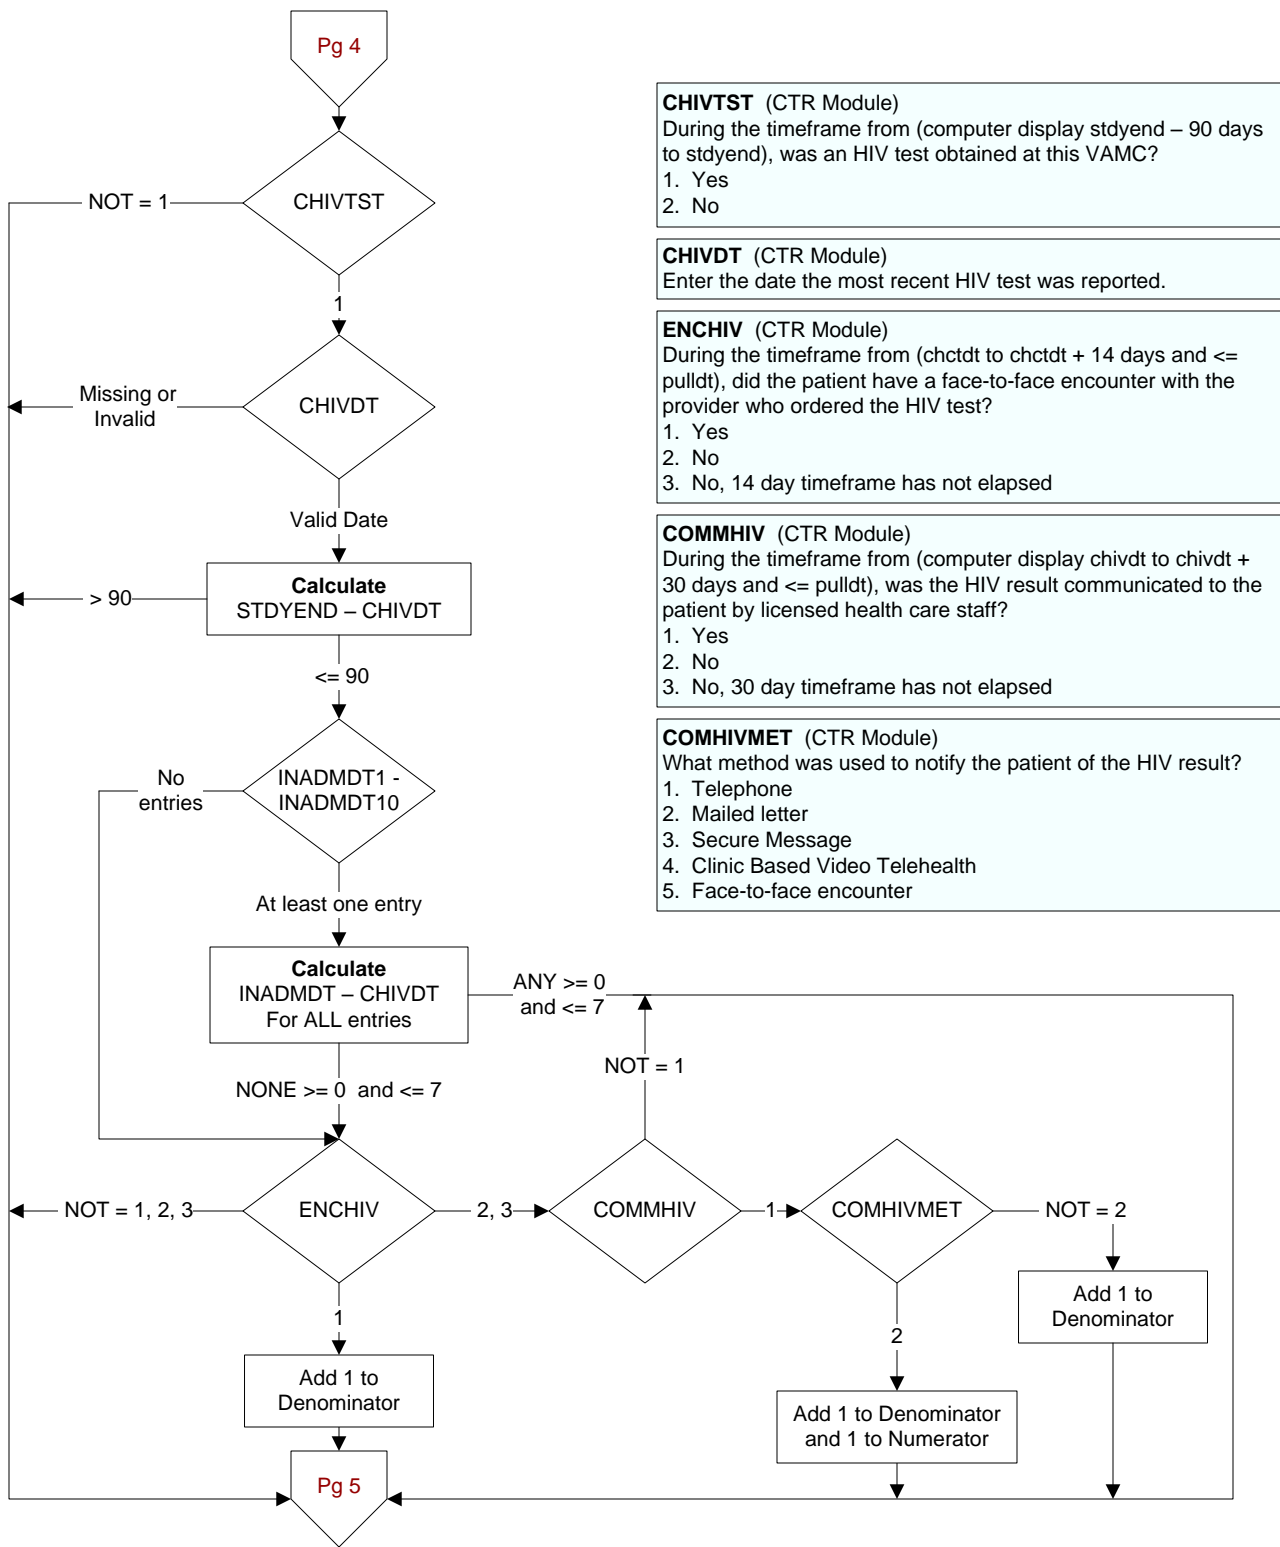 Pg 4
CHIVTST (CTR Module)
During the timeframe from (computer display stdyend – 90 days
to stdyend), was an HIV test obtained at this VAMC?
1. Yes
2. No
CHIVTST
NOT = 1
1
CHIVDT (CTR Module)
Enter the date the most recent HIV test was reported.
ENCHIV (CTR Module)
During the timeframe from (chctdt to chctdt + 14 days and <=
pulldt), did the patient have a face-to-face encounter with the
provider who ordered the HIV test?
1. Yes
2. No
3. No, 14 day timeframe has not elapsed
CHIVDT
Missing or
Invalid
Valid Date
COMMHIV (CTR Module)
During the timeframe from (computer display chivdt to chivdt +
30 days and <= pulldt), was the HIV result communicated to the
patient by licensed health care staff?
1. Yes
2. No
3. No, 30 day timeframe has not elapsed
Calculate
STDYEND – CHIVDT
> 90
<= 90
COMHIVMET (CTR Module)
What method was used to notify the patient of the HIV result?
1. Telephone
2. Mailed letter
3. Secure Message
4. Clinic Based Video Telehealth
5. Face-to-face encounter
INADMDT1 -
INADMDT10
No
entries
At least one entry
Calculate
INADMDT – CHIVDT
For ALL entries
ANY >= 0
and <= 7
NONE >= 0 and <= 7
NOT = 1
NOT = 1, 2, 3
ENCHIV
2, 3
COMMHIV
1
COMHIVMET
NOT = 2
1
2
Add 1 to
Denominator
Add 1 to
Denominator
Add 1 to Denominator
and 1 to Numerator
Pg 5